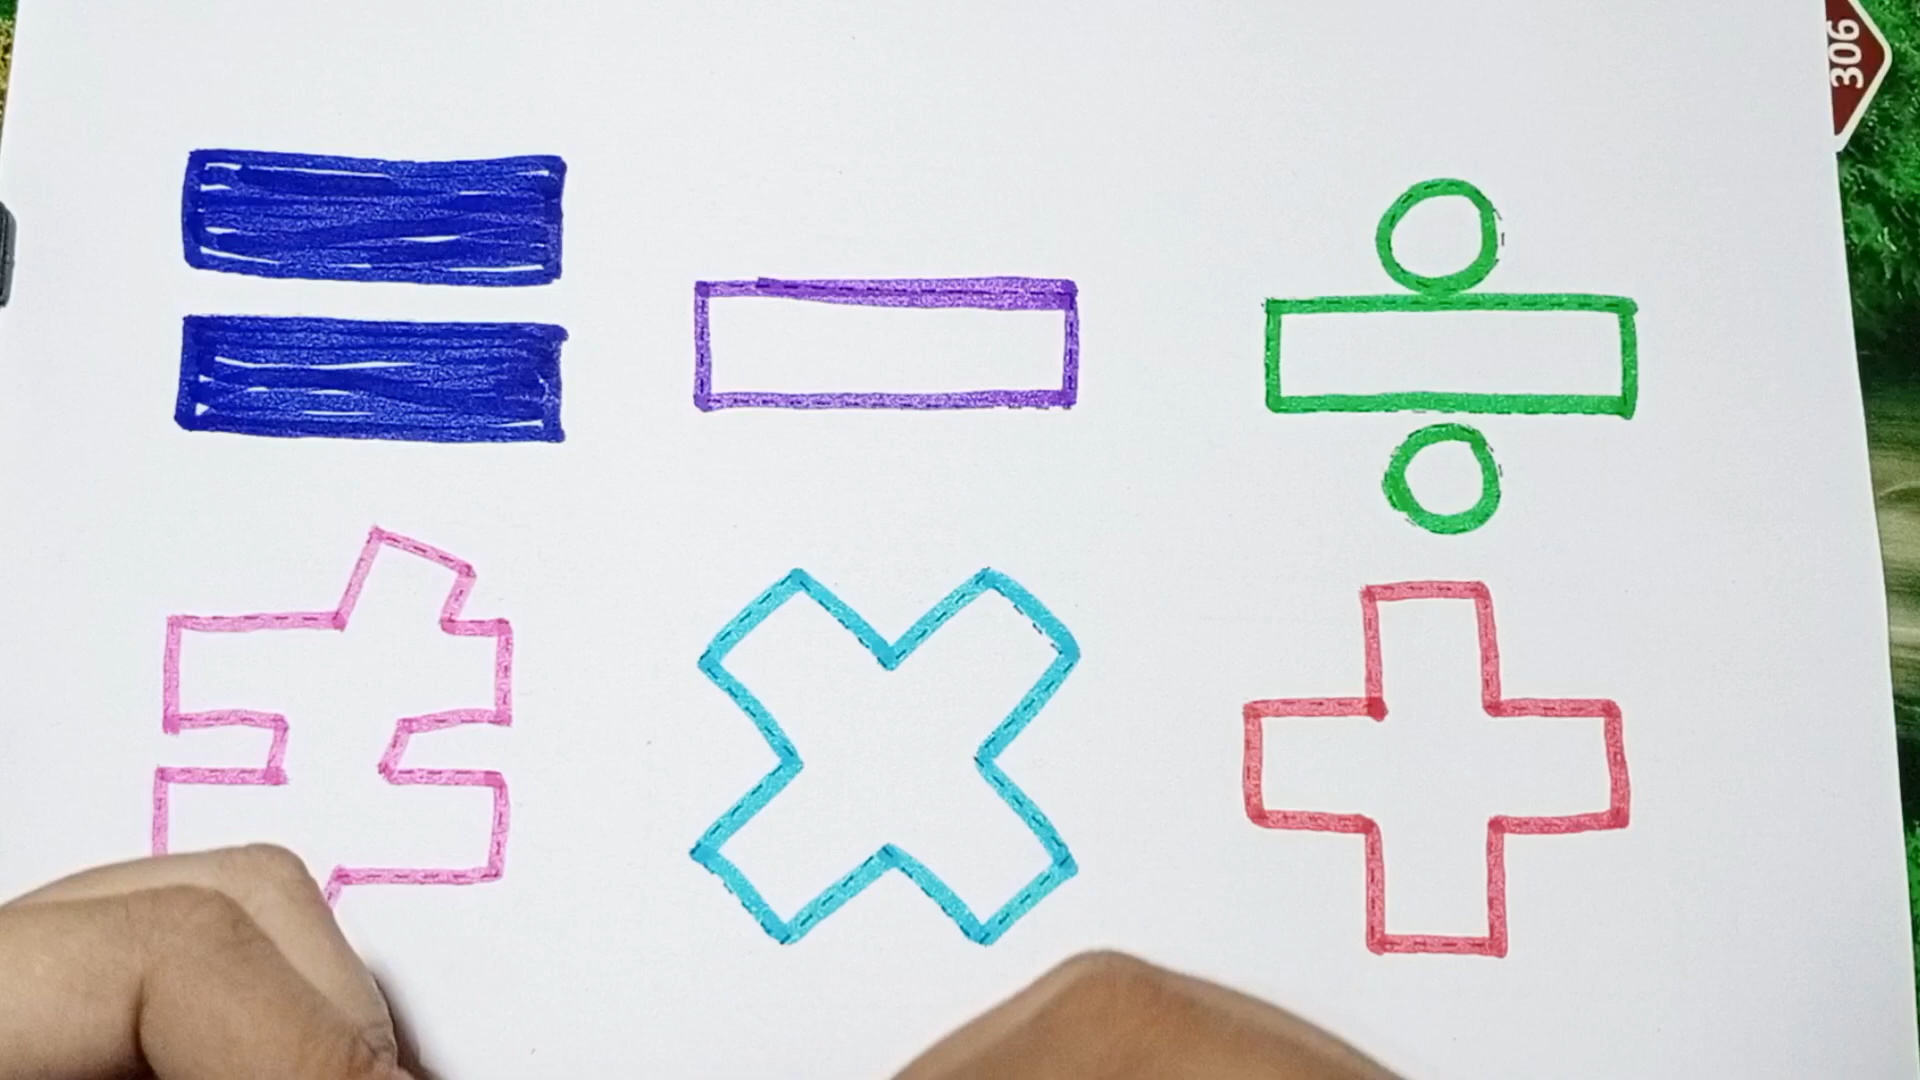 306
= - ÷
≠ × +